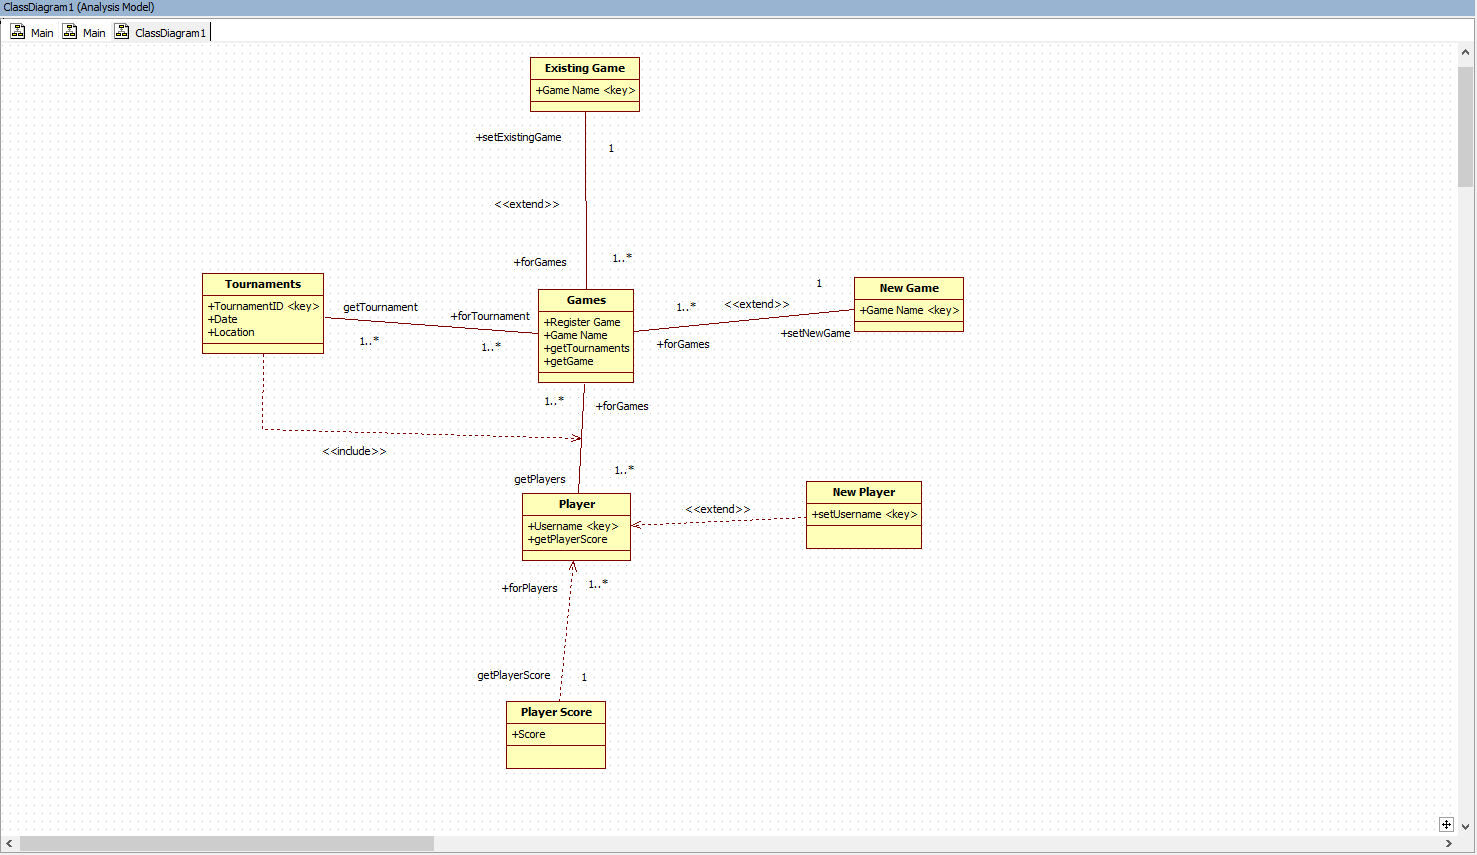 ClassDiagram1 (Analysis Model)
Main Main ClassDiagram1
Existing Game
+Game Name <key>
+setExistingGame
1
<<extend>>
+forGames
1..*
Tournaments
+TournamentID <key>
+Date
+Location
getTournament
1..*
+forTournament
1..*
Games
+Register Game
+Game Name
+getTournaments
+getGame
1..*
+forGames
<<extend>>
1
+setNewGame
New Game
+Game Name <key>
1..*
+forGames
<<include>>
1..*
getPlayers
Player
+Username <key>
+getPlayerScore
<<extend>>
New Player
+setUsername <key>
+forPlayers
1..*
getPlayerScore
1
Player Score
+Score